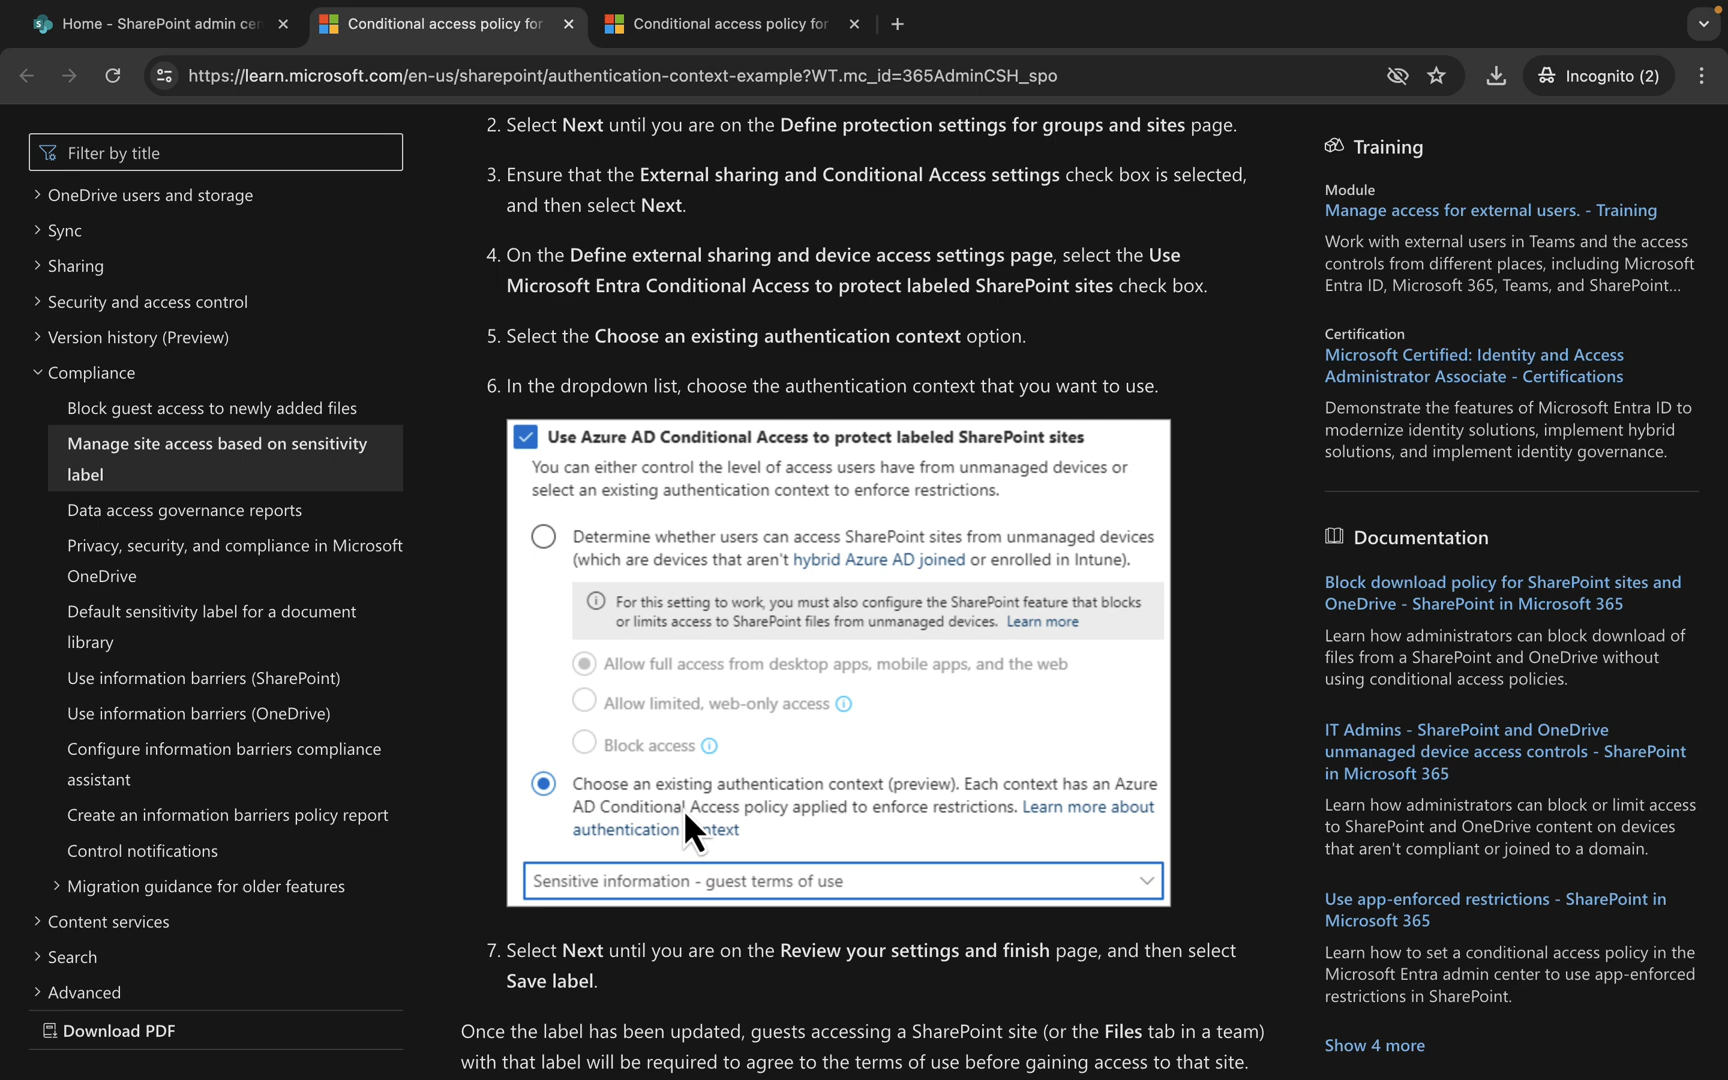 Home - SharePoint admin cen
Conditional access policy for
Conditional access policy for
https://learn.microsoft.com/en-us/sharepoint/authentication-context-example?WT.mc_id=365AdminCSH_spo
Incognito (2)
Filter by title
OneDrive users and storage
Sync
Sharing
Security and access control
Version history (Preview)
Compliance
Block guest access to newly added files
Manage site access based on sensitivity
label
Data access governance reports
Privacy, security, and compliance in Microsoft
OneDrive
Default sensitivity label for a document
library
Use information barriers (SharePoint)
Use information barriers (OneDrive)
Configure information barriers compliance
assistant
Create an information barriers policy report
Control notifications
Migration guidance for older features
Content services
Search
Advanced
Download PDF
2. Select Next until you are on the Define protection settings for groups and sites page.
3. Ensure that the External sharing and Conditional Access settings check box is selected,
and then select Next.
4. On the Define external sharing and device access settings page, select the Use
Microsoft Entra Conditional Access to protect labeled SharePoint sites check box.
5. Select the Choose an existing authentication context option.
6. In the dropdown list, choose the authentication context that you want to use.
Use Azure AD Conditional Access to protect labeled SharePoint sites
You can either control the level of access users have from unmanaged devices or
select an existing authentication context to enforce restrictions.
Determine whether users can access SharePoint sites from unmanaged devices
(which are devices that aren't hybrid Azure AD joined or enrolled in Intune).
For this setting to work, you must also configure the SharePoint feature that blocks
or limits access to SharePoint files from unmanaged devices. Learn more
Allow full access from desktop apps, mobile apps, and the web
Allow limited, web-only access
Block access
Choose an existing authentication context (preview). Each context has an Azure
AD Conditional Access policy applied to enforce restrictions. Learn more about
authentication context
Sensitive information - guest terms of use
7. Select Next until you are on the Review your settings and finish page, and then select
Save label.
Once the label has been updated, guests accessing a SharePoint site (or the Files tab in a team)
with that label will be required to agree to the terms of use before gaining access to that site.
Training
Module
Manage access for external users. - Training
Work with external users in Teams and the access
controls from different places, including Microsoft
Entra ID, Microsoft 365, Teams, and SharePoint...
Certification
Microsoft Certified: Identity and Access
Administrator Associate - Certifications
Demonstrate the features of Microsoft Entra ID to
modernize identity solutions, implement hybrid
solutions, and implement identity governance.
Documentation
Block download policy for SharePoint sites and
OneDrive - SharePoint in Microsoft 365
Learn how administrators can block download of
files from a SharePoint and OneDrive without
using conditional access policies.
IT Admins - SharePoint and OneDrive
unmanaged device access controls - SharePoint
in Microsoft 365
Learn how administrators can block or limit access
to SharePoint and OneDrive content on devices
that aren't compliant or joined to a domain.
Use app-enforced restrictions - SharePoint in
Microsoft 365
Learn how to set a conditional access policy in the
Microsoft Entra admin center to use app-enforced
restrictions in SharePoint.
Show 4 more